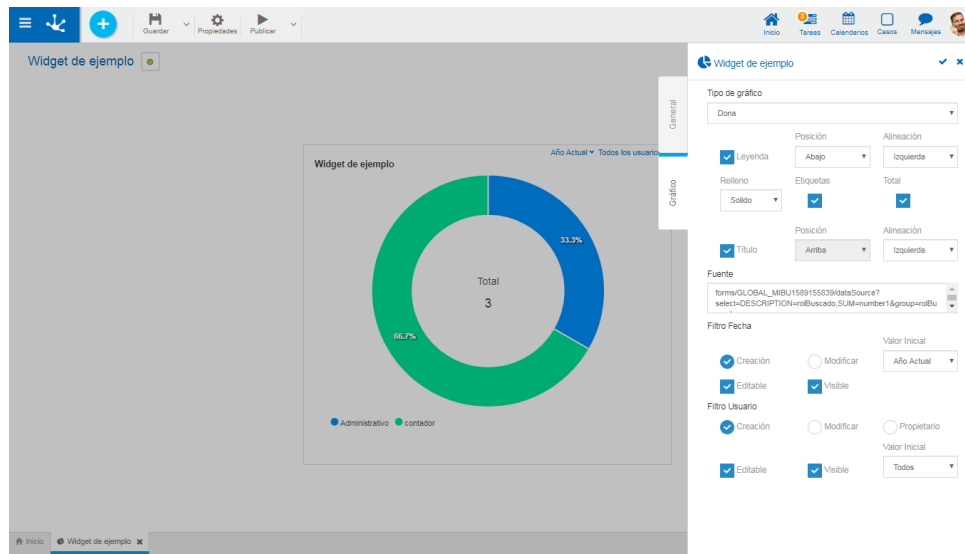 Guardar Propiedades Publicar
3
Inicio Tareas Calendarios Casos Mensajes
Widget de ejemplo
Widget de ejemplo
Año Actual Todos los usuario
33.3%
Total
3
66.7%
Administrativo contador
General
Gráfico
Widget de ejemplo
Tipo de gráfico
Dona
Posición Alineación
Leyenda Abajo Izquierda
Relleno Etiquetas Total
Solido
Posición Alineación
Título Arriba Izquierda
Fuente
forms/GLOBAL_MIBU1589155839/dataSource?
select=DESCRIPTION=rolBuscado,SUM=number1&group=rolBu
Filtro Fecha
Valor Inicial
Creación Modificar Año Actual
Editable Visible
Filtro Usuario
Creación Modificar Propietario
Valor Inicial
Editable Visible Todos
Inicio Widget de ejemplo